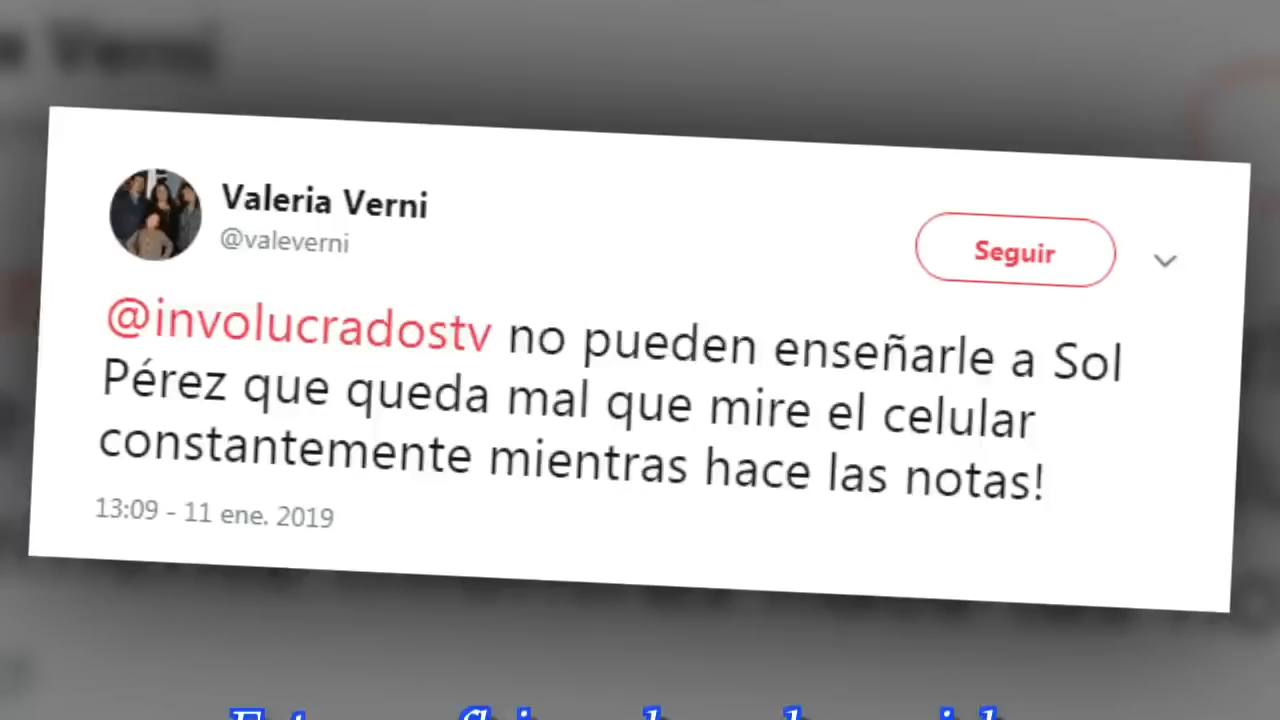 Valeria Verni
@valeverni
Seguir
@involucradostv no pueden enseñarle a Sol
Pérez que queda mal que mire el celular
constantemente mientras hace las notas!
13:09 - 11 ene. 2019